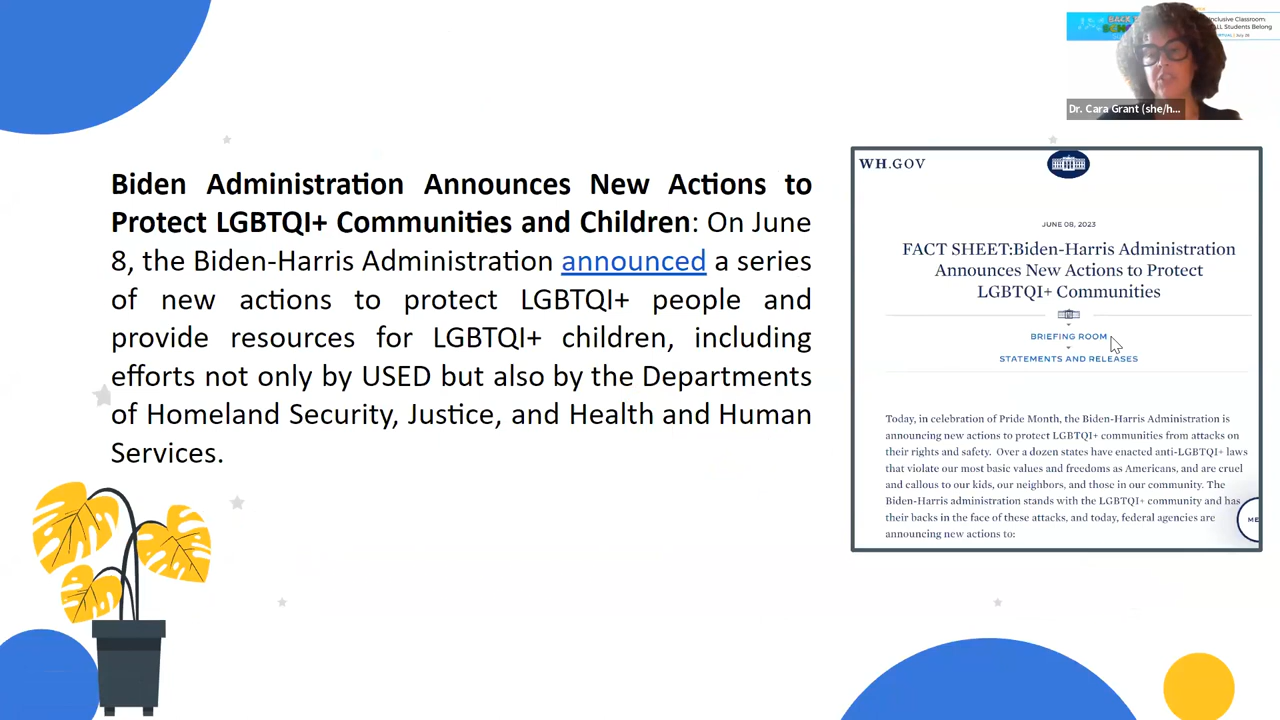 Biden Administration Announces New Actions to
Protect LGBTQI+ Communities and Children: On June
8, the Biden-Harris Administration announced a series
of new actions to protect LGBTQI+ people and
provide resources for LGBTQI+ children, including
efforts not only by USED but also by the Departments
of Homeland Security, Justice, and Health and Human
Services.
WH.GOV
JUNE 08, 2023
FACT SHEET:Biden-Harris Administration
Announces New Actions to Protect
LGBTQI+ Communities
BRIEFING ROOM
STATEMENTS AND RELEASES
Today, in celebration of Pride Month, the Biden-Harris Administration is
announcing new actions to protect LGBTQI+ communities from attacks on
their rights and safety. Over a dozen states have enacted anti-LGBTQI+ laws
that violate our most basic values and freedoms as Americans, and are cruel
and callous to our kids, our neighbors, and those in our community. The
Biden-Harris administration stands with the LGBTQI+ community and has
their backs in the face of these attacks, and today, federal agencies are
announcing new actions to:
ME
BACK
nclusive Classroom
LL Students Belong
Dr. Cara Grant (she/h...